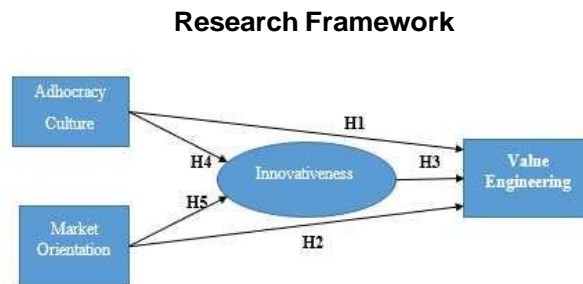 Research Framework
Adhocracy
Culture
H1
H4
Innovativeness
H3
Value
Engineering
H5
Market
Orientation
H2